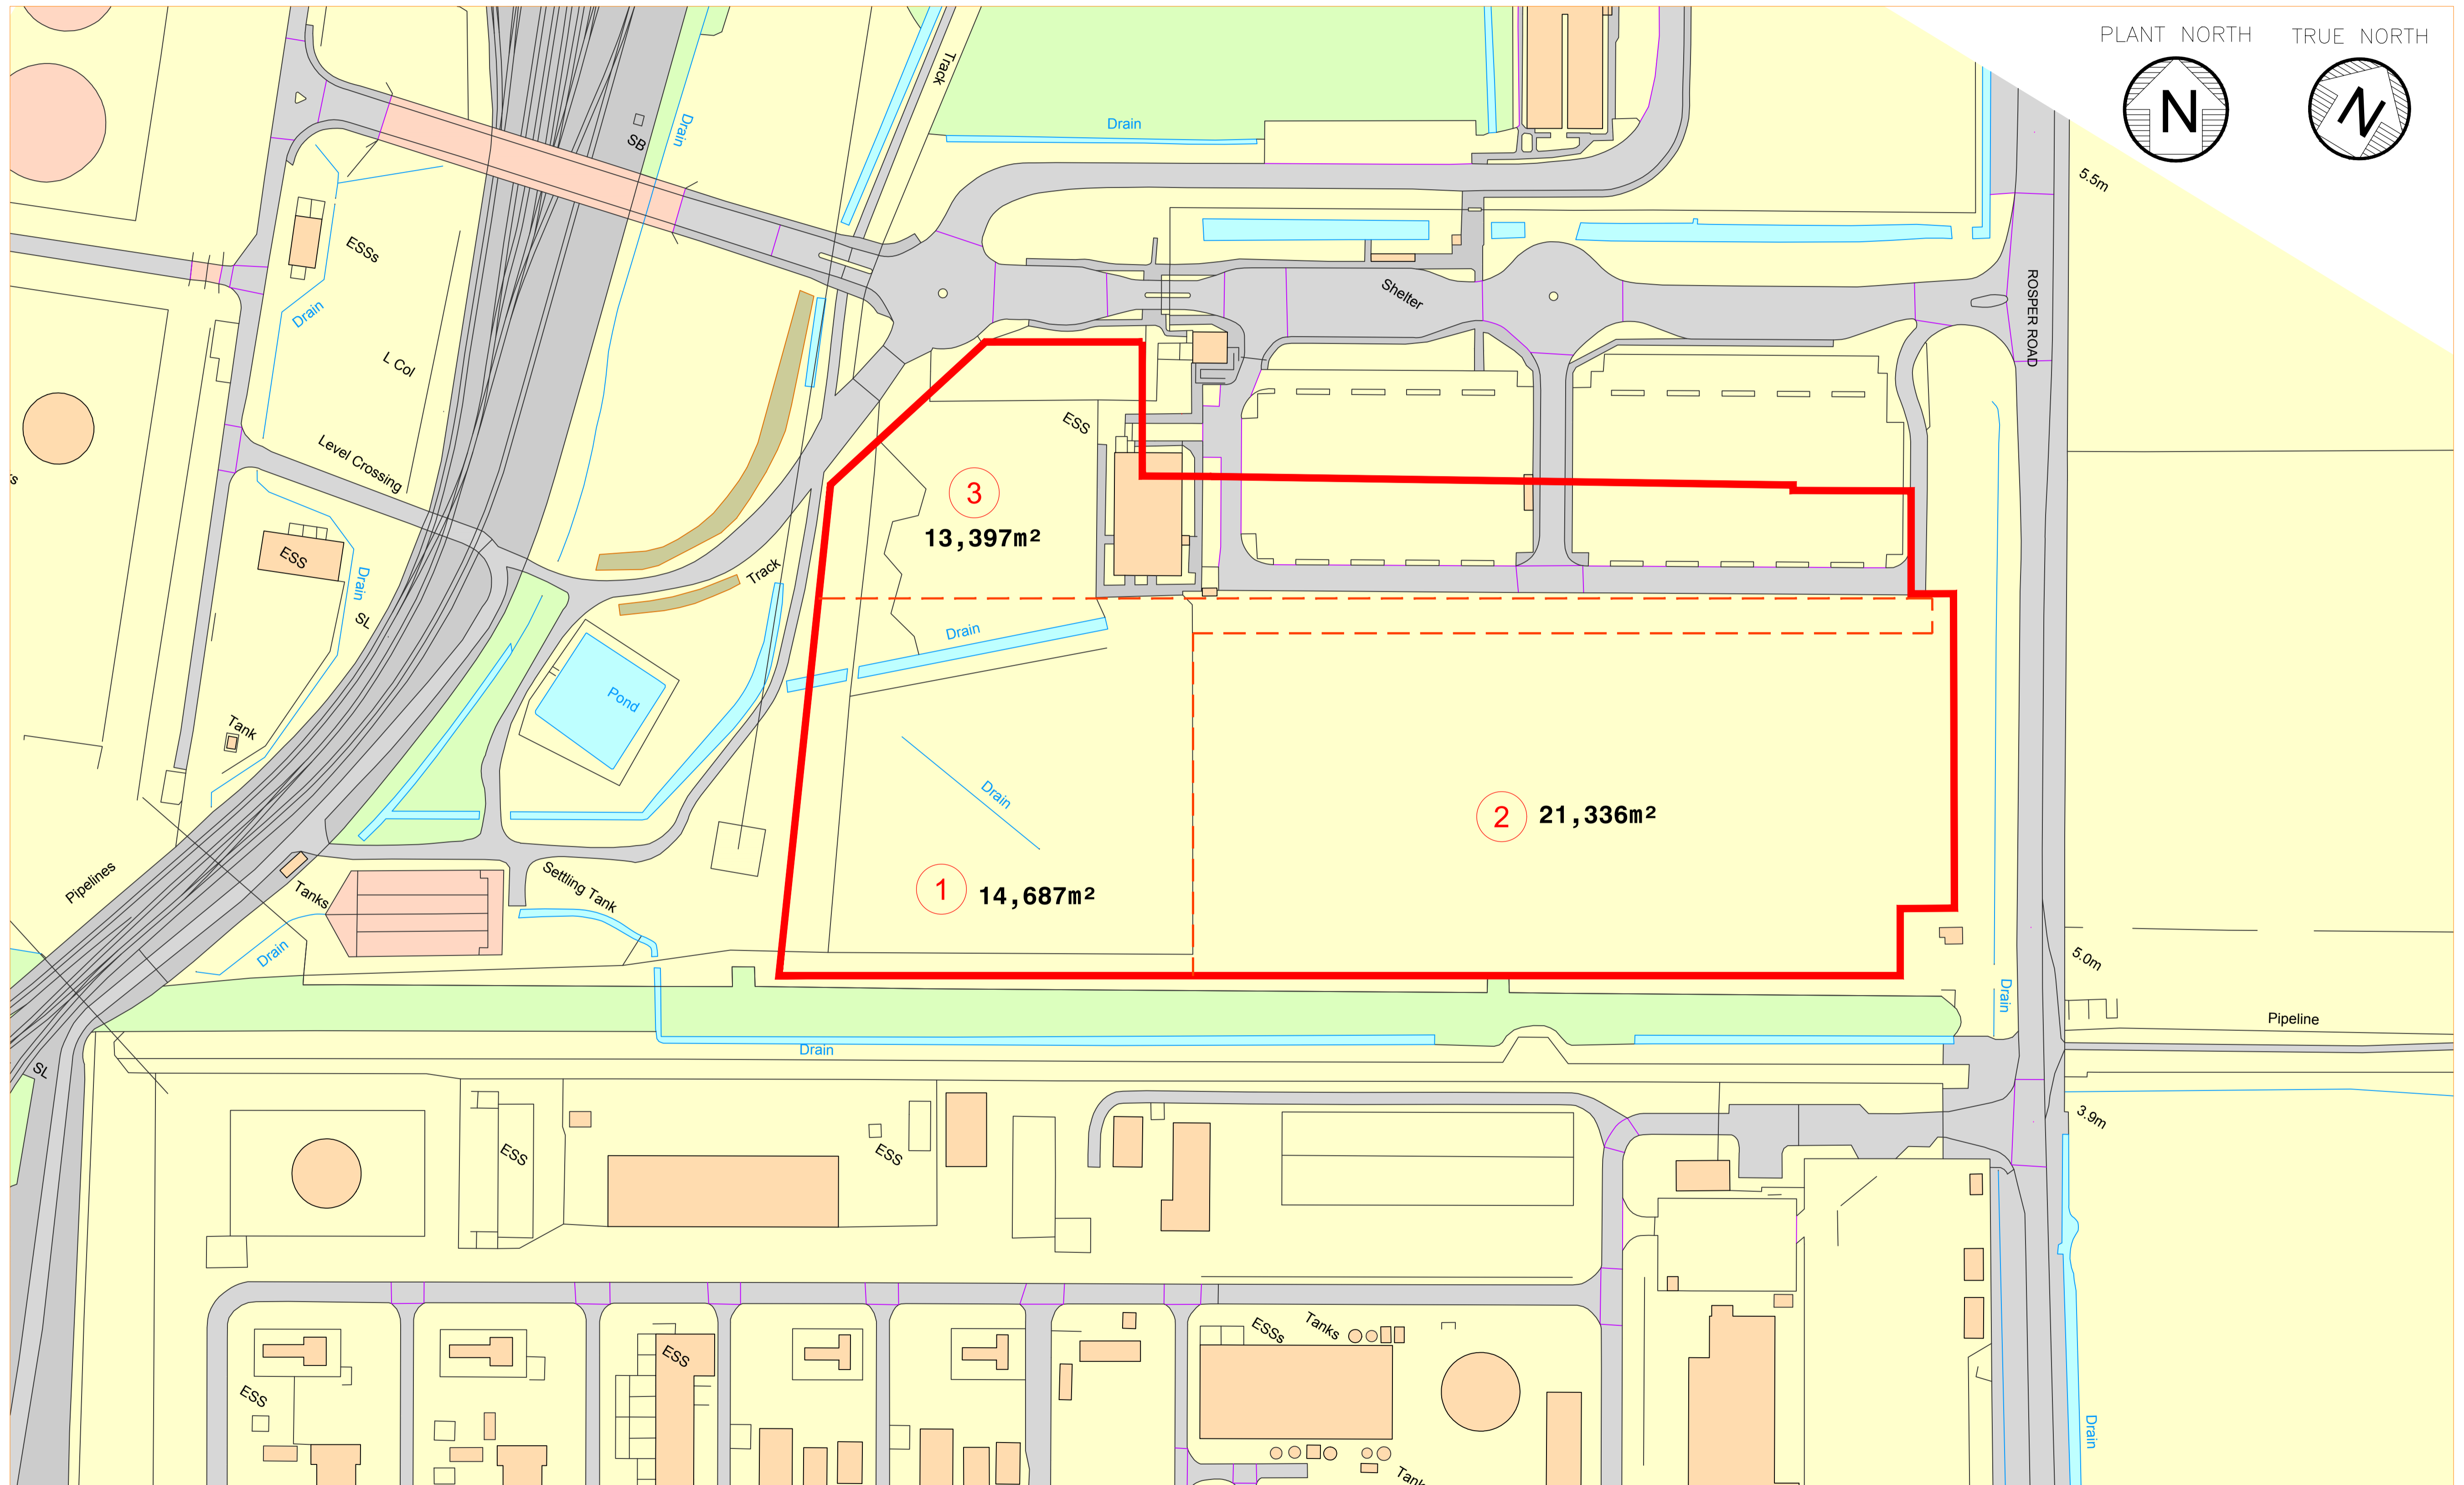 PLANT NORTH
TRUE NORTH
N
N
Track
Drain
Drain
SB
5.5m
ESSs
Drain
Shelter
ROSPER ROAD
L Col
ESS
Level Crossing
3
13,397m²
ESS
Drain
Track
SL
Drain
Pond
Tank
Drain
2
21,336m²
1
14,687m²
Pipelines
Tanks
Settling Tank
Drain
5.0m
Drain
Pipeline
Drain
SL
3.9m
ESS
ESS
ESSs
Tanks
ESS
ESS
Drain